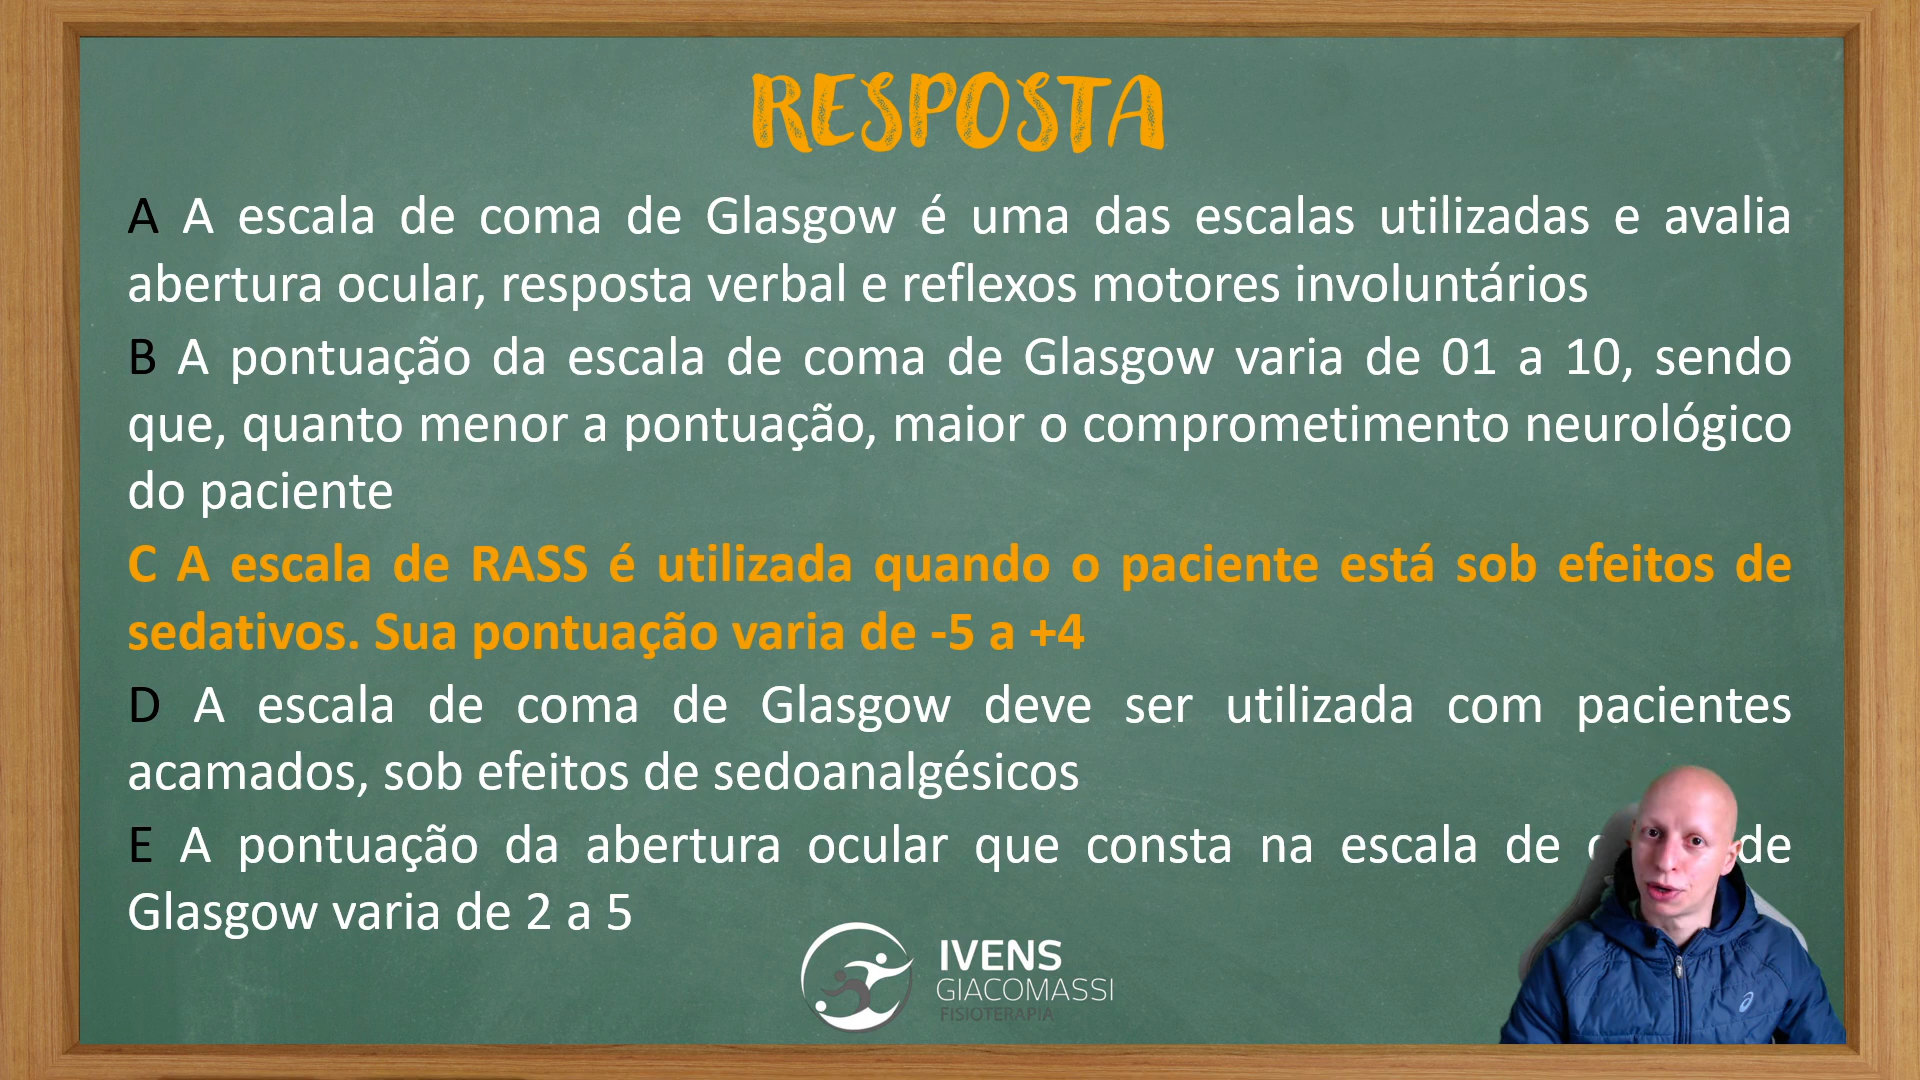 RESPOSTA
A A escala de coma de Glasgow é uma das escalas utilizadas e avalia
abertura ocular, resposta verbal e reflexos motores involuntários
B A pontuação da escala de coma de Glasgow varia de 01 a 10, sendo
que, quanto menor a pontuação, maior o comprometimento neurológico
do paciente
C A escala de RASS é utilizada quando o paciente está sob efeitos de
sedativos. Sua pontuação varia de -5 a +4
D A escala de coma de Glasgow deve ser utilizada com pacientes
acamados, sob efeitos de sedoanalgésicos
E A pontuação da abertura ocular que consta na escala de de
Glasgow varia de 2 a 5
IVENS
GIACOMASSI
FISIOTERAPIA